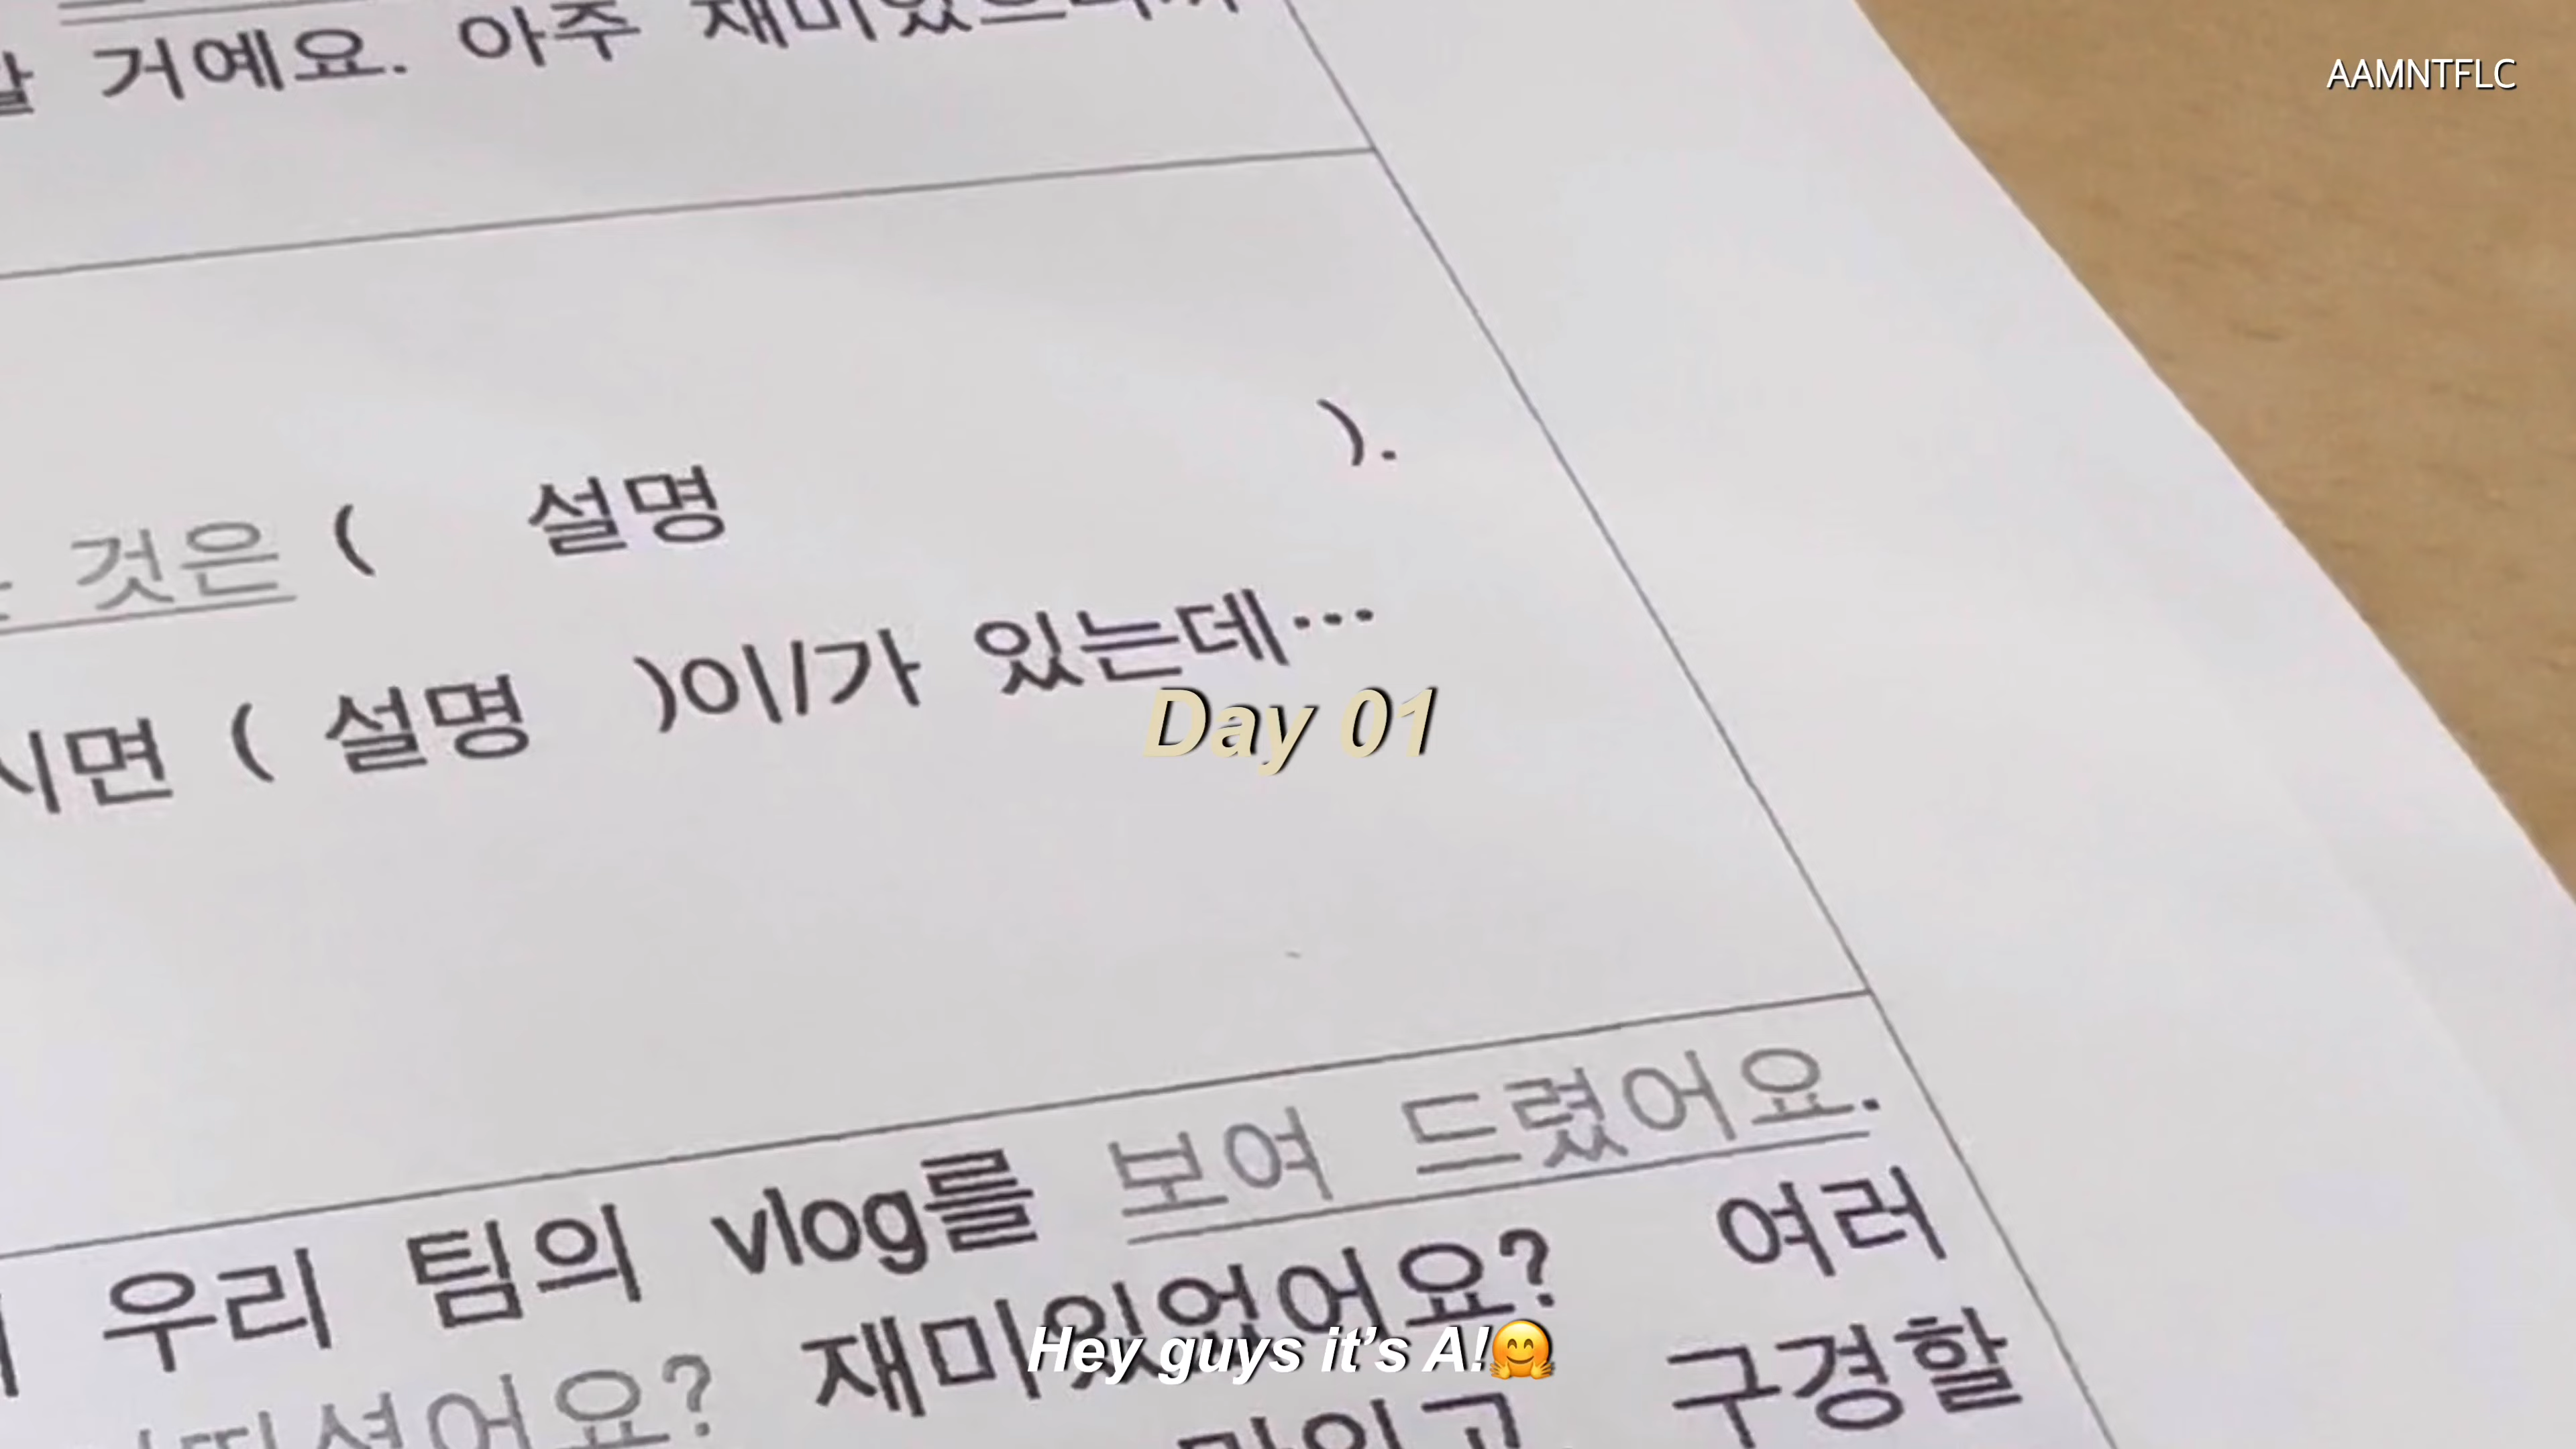 거예요. 아주
AAMNTFLC
).
것은 ( 설명
시면 ( 설명 )이/가 있는데…
Day 01
우리 팀의 vlog를 보여 드렸어요.
재미있었어요? 여러
Hey guys it’s A!🤗
구경할